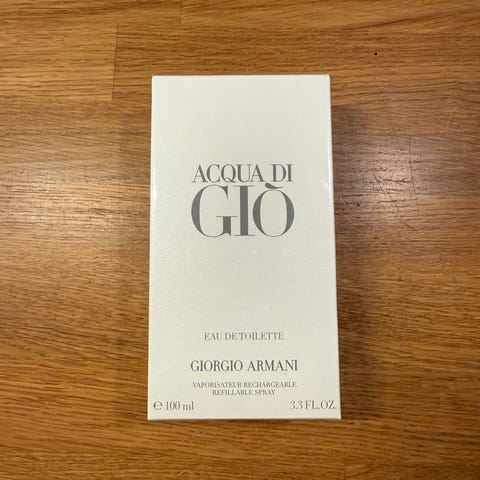 ACQUA DI
GIÒ
EAU DE TOILETTE
GIORGIO ARMANI
VAPORISATEUR RECHARGEABLE
REFILLABLE SPRAY
℮ 100 ml 3.3 FL.OZ.